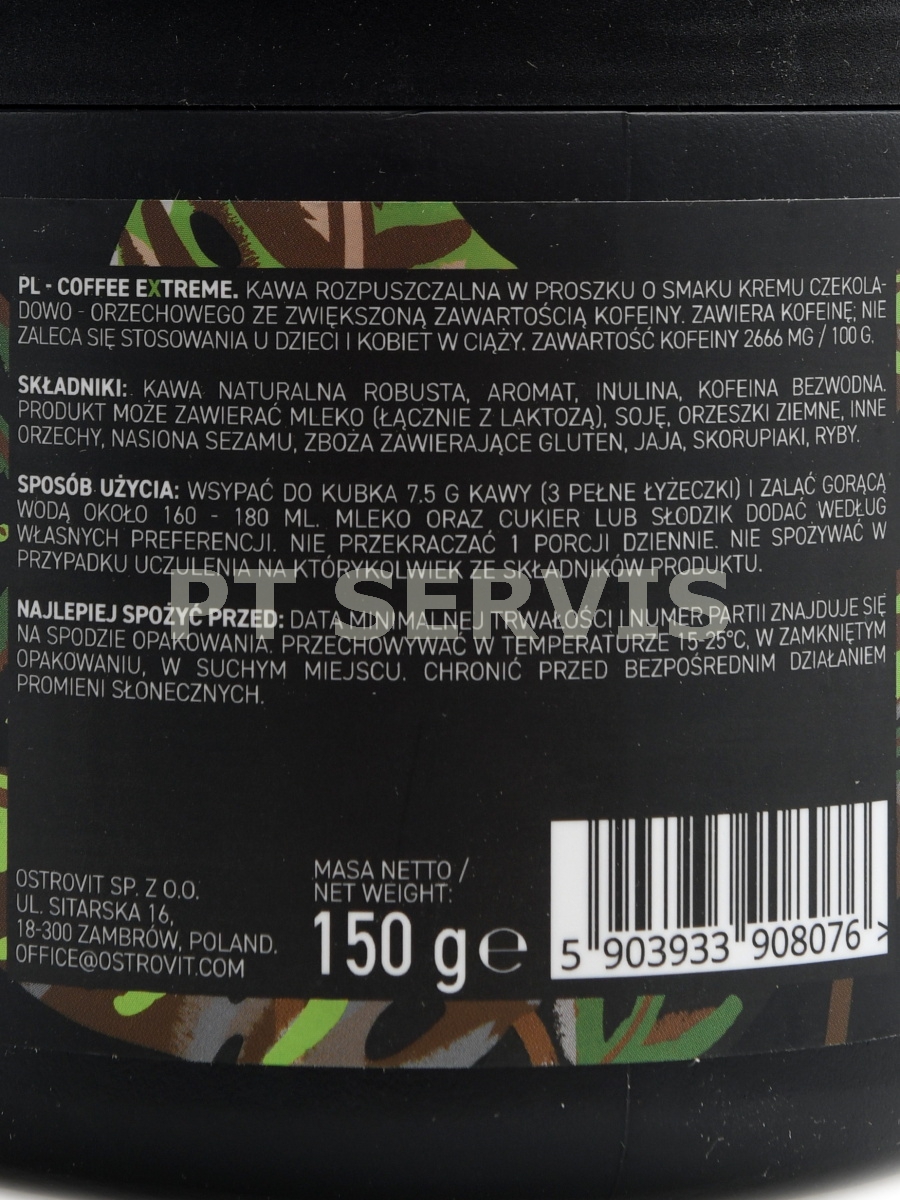 PL - COFFEE EXTREME. KAWA ROZPUSZCZALNA W PROSZKU O SMAKU KREMU CZEKOLA-
DOWO - ORZECHOWEGO ZE ZWIĘKSZONĄ ZAWARTOŚCIĄ KOFEINY. ZAWIERA KOFEINĘ; NIE
ZALECA SIĘ STOSOWANIA U DZIECI I KOBIET W CIĄŻY. ZAWARTOŚĆ KOFEINY 2666 MG / 100 G.
SKŁADNIKI: KAWA NATURALNA ROBUSTA, AROMAT, INULINA, KOFEINA BEZWODNA.
PRODUKT MOŻE ZAWIERAĆ MLEKO (ŁĄCZNIE Z LAKTOZĄ), SOJĘ, ORZESZKI ZIEMNE, INNE
ORZECHY, NASIONA SEZAMU, ZBOŻA ZAWIERAJĄCE GLUTEN, JAJA, SKORUPIAKI, RYBY.
SPOSÓB UŻYCIA: WSYPAĆ DO KUBKA 7.5 G KAWY (3 PEŁNE ŁYŻECZKI) I ZALAĆ GORĄCĄ
WODĄ OKOŁO 160 - 180 ML. MLEKO ORAZ CUKIER LUB SŁODZIK DODAĆ WEDŁUG
WŁASNYCH PREFERENCJI. NIE PRZEKRACZAĆ 1 PORCJI DZIENNIE. NIE SPOŻYWAĆ W
PRZYPADKU UCZULENIA NA KTÓRYKOLWIEK ZE SKŁADNIKÓW PRODUKTU.
PT SERVIS
NAJLEPIEJ SPOŻYĆ PRZED: DATA MINIMALNEJ TRWAŁOŚCI I NUMER PARTII ZNAJDUJE SIĘ
NA SPODZIE OPAKOWANIA. PRZECHOWYWAĆ W TEMPERATURZE 15-25°C, W ZAMKNIĘTYM
OPAKOWANIU, W SUCHYM MIEJSCU. CHRONIĆ PRZED BEZPOŚREDNIM DZIAŁANIEM
PROMIENI SŁONECZNYCH.
OSTROVIT SP. Z O.O.
UL. SITARSKA 16,
18-300 ZAMBRÓW, POLAND.
OFFICE@OSTROVIT.COM
MASA NETTO /
NET WEIGHT:
150 g e
5 903933 908076 >